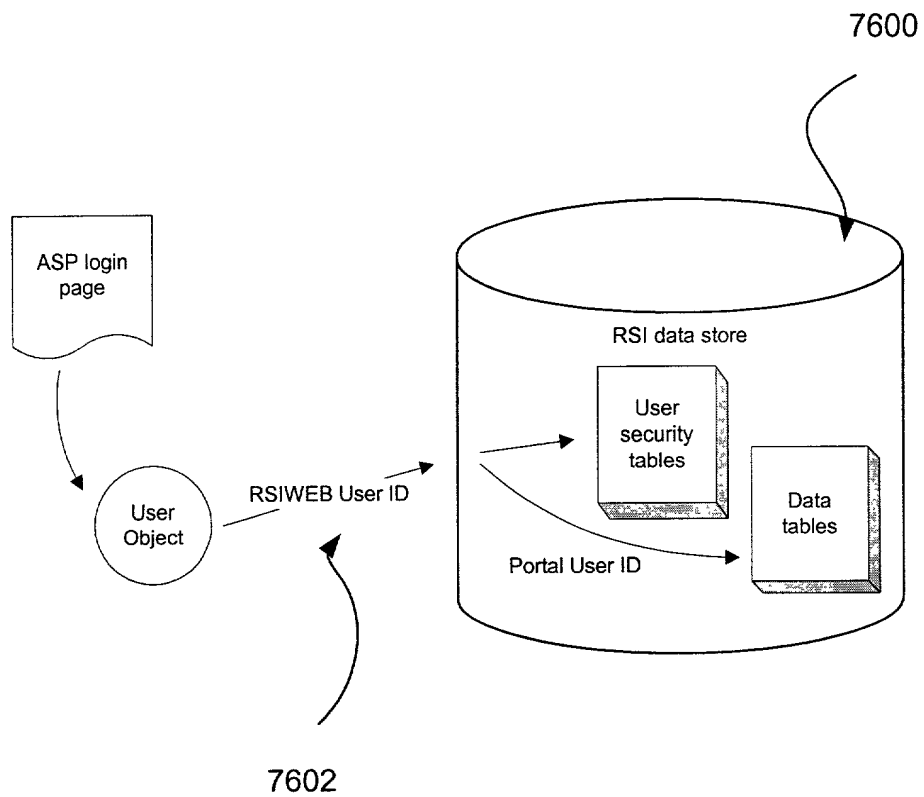 7600
ASP login
page
RSI data store
User
security
tables
User
Object
RSIWEB User ID
Data
tables
Portal User ID
7602